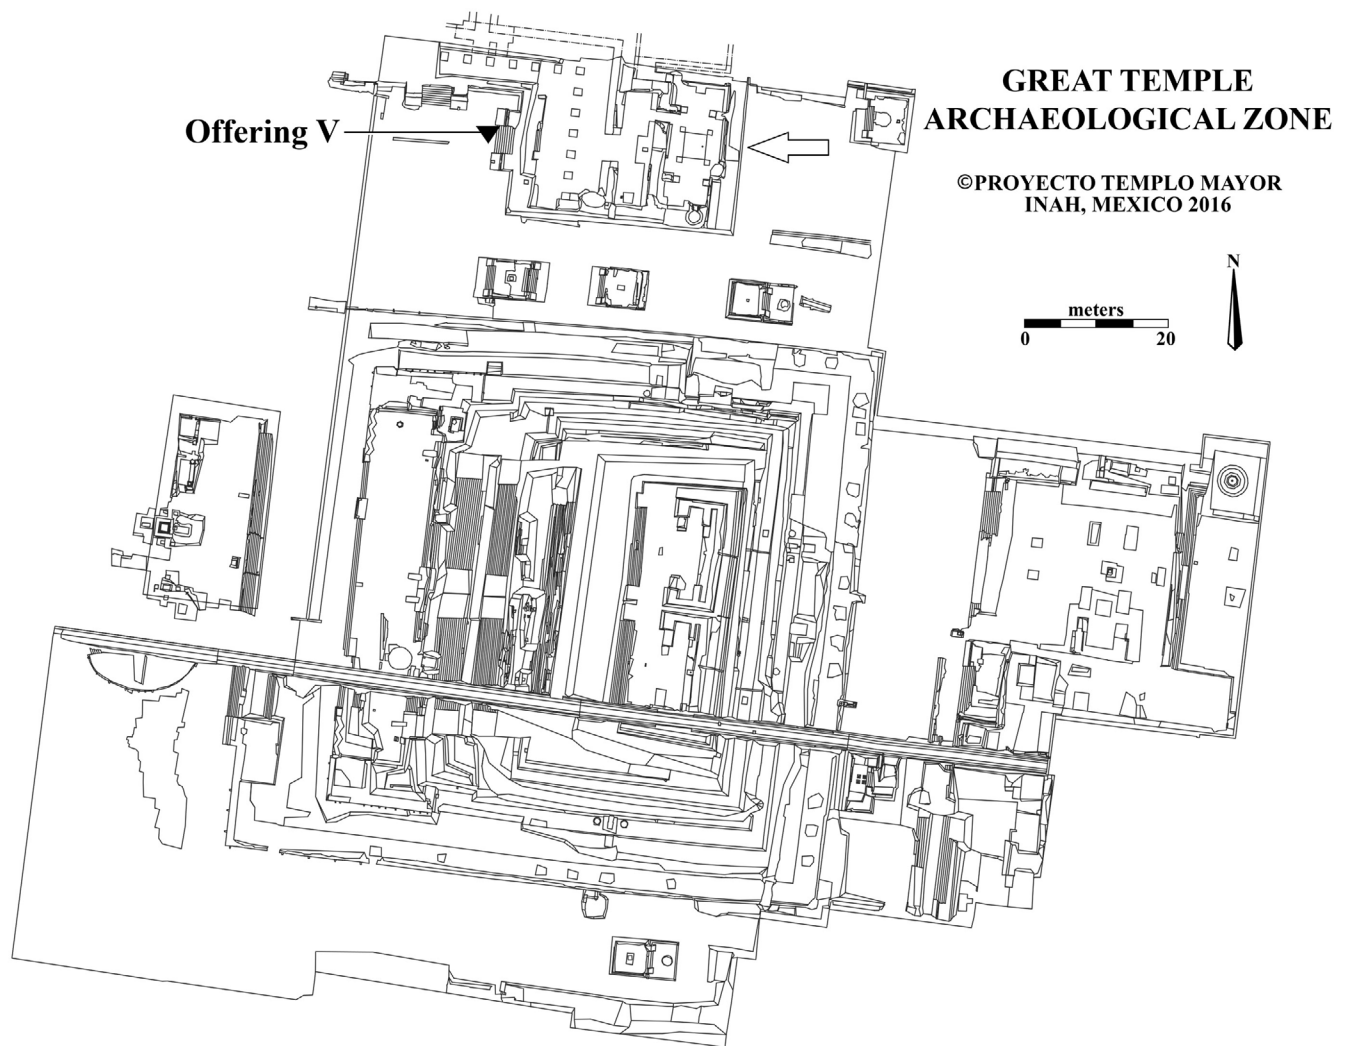 GREAT TEMPLE
ARCHAEOLOGICAL ZONE
Offering V
©PROYECTO TEMPLO MAYOR
INAH, MEXICO 2016
N
meters
0 20